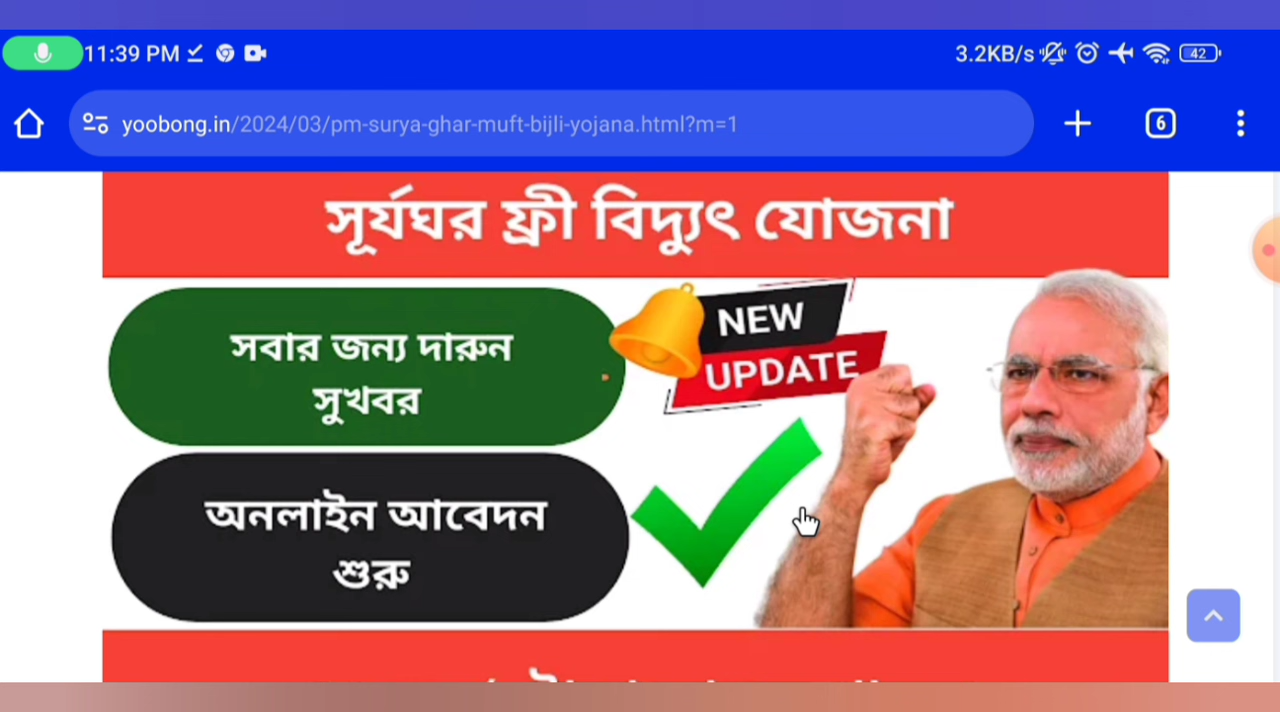 11:39 PM
3.2KB/s
42
yoobong.in/2024/03/pm-surya-ghar-muft-bijli-yojana.html?m=1
6
সূর্যঘর ফ্রী বিদ্যুৎ যোজনা
সবার জন্য দারুন
সুখবর
NEW
UPDATE
অনলাইন আবেদন
শুরু